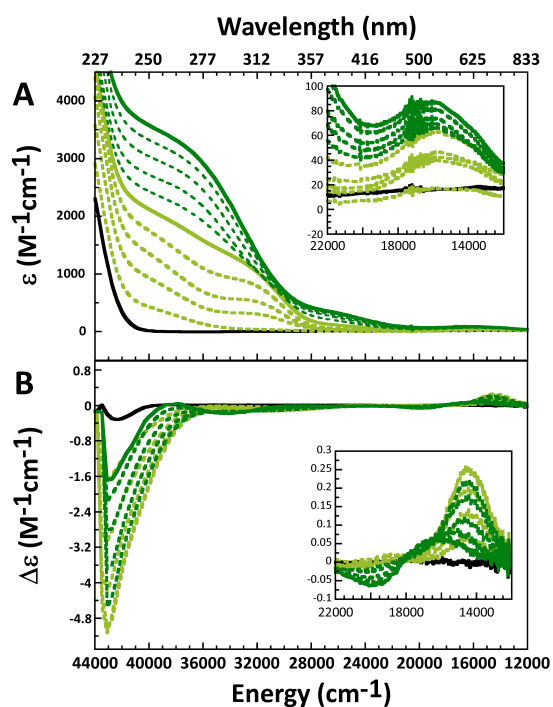 Wavelength (nm)
227 250 277 312 357 416 500 625 833
A
ε (M-1cm-1)
4000
3000
2000
1000
0
100
80
60
40
20
0
-20
22000 18000 14000
B
Δε (M-1cm-1)
0.8
0
-0.8
-1.6
-2.4
-3.2
-4
-4.8
0.3
0.25
0.2
0.15
0.1
0.05
0
-0.05
-0.1
22000 18000 14000
44000 40000 36000 32000 28000 24000 20000 16000 12000
Energy (cm-1)